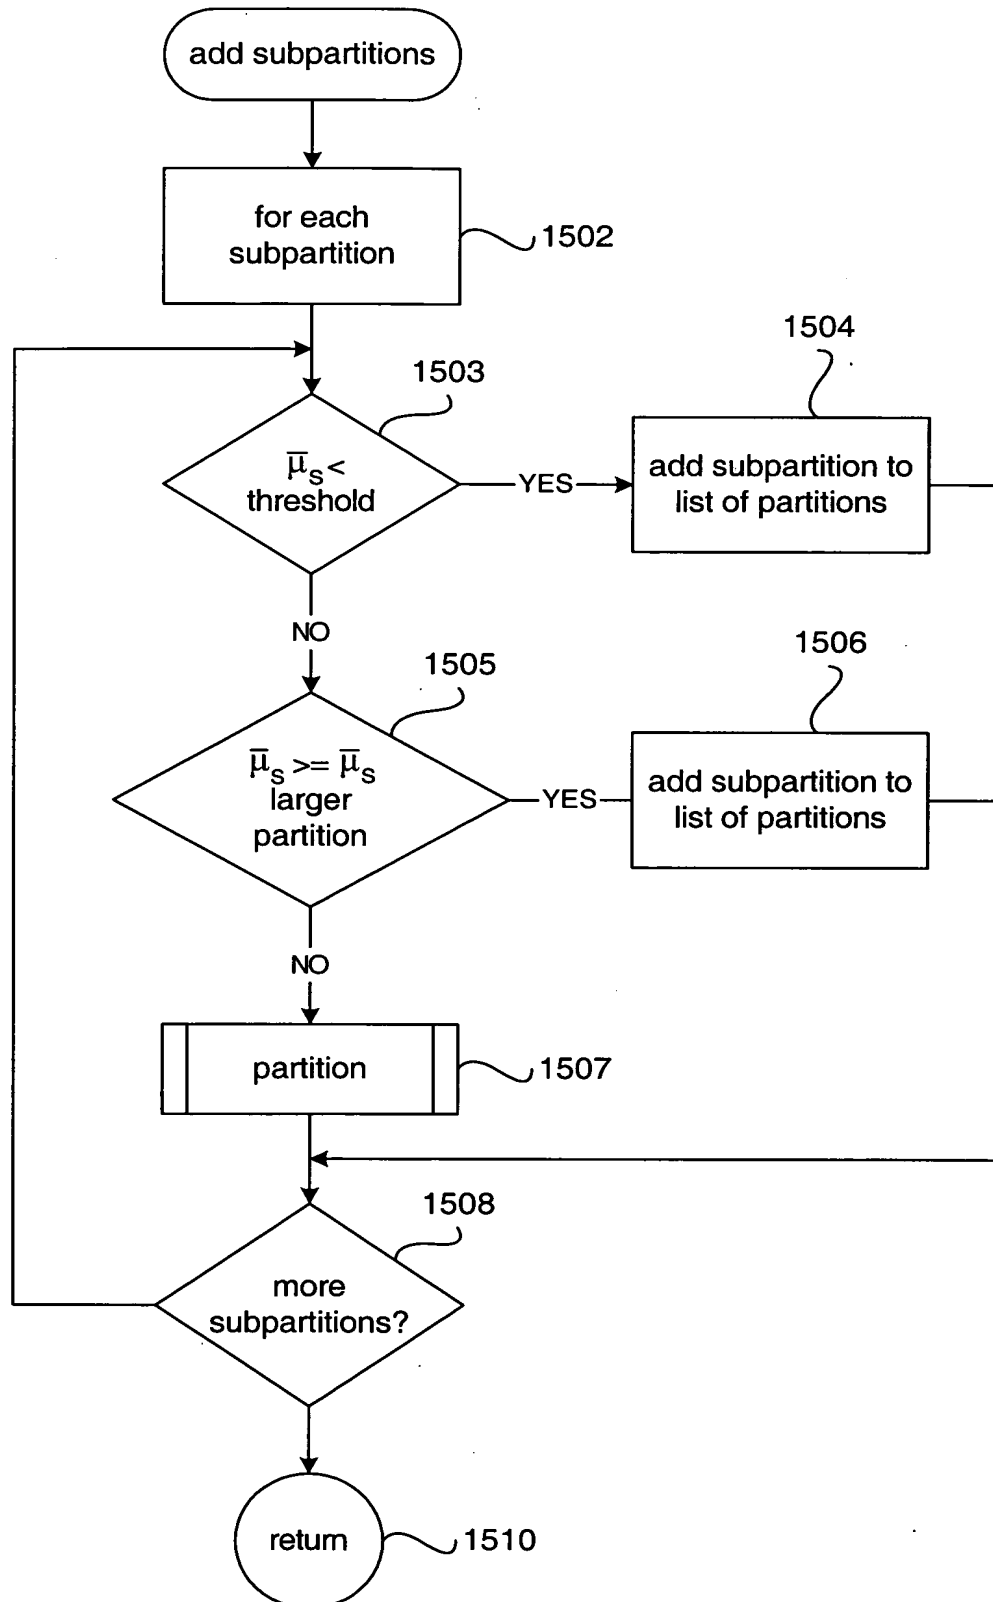 add subpartitions
for each
subpartition
1502
1503
1504
μ̅s <
threshold
YES
add subpartition to
list of partitions
NO
1505
1506
μ̅s >= μ̅s
larger
partition
YES
add subpartition to
list of partitions
NO
partition
1507
1508
more
subpartitions?
return
1510